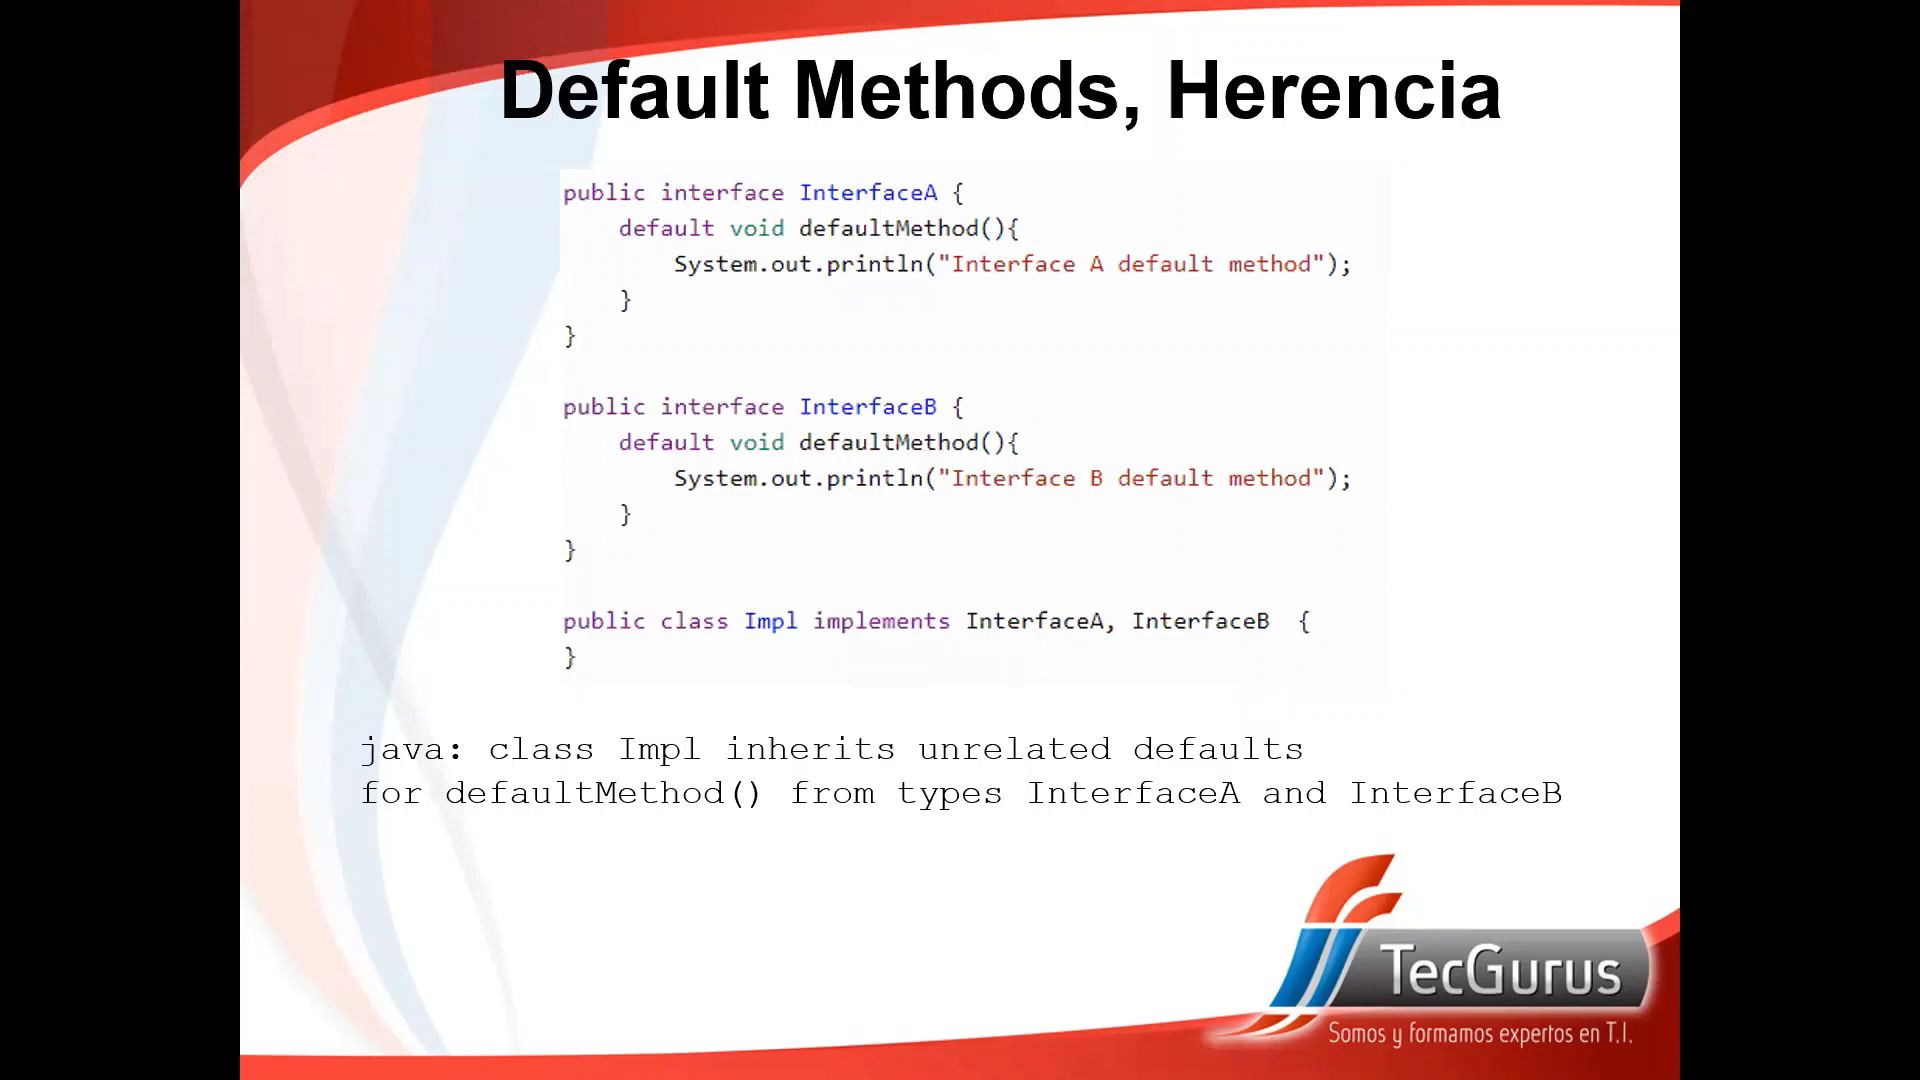 Default Methods, Herencia
public interface InterfaceA {
    default void defaultMethod(){
        System.out.println("Interface A default method");
    }
}
public interface InterfaceB {
    default void defaultMethod(){
        System.out.println("Interface B default method");
    }
}
public class Impl implements InterfaceA, InterfaceB  {
}
java: class Impl inherits unrelated defaults
for defaultMethod() from types InterfaceA and InterfaceB
TecGurus
Somos y formamos expertos en T.I.